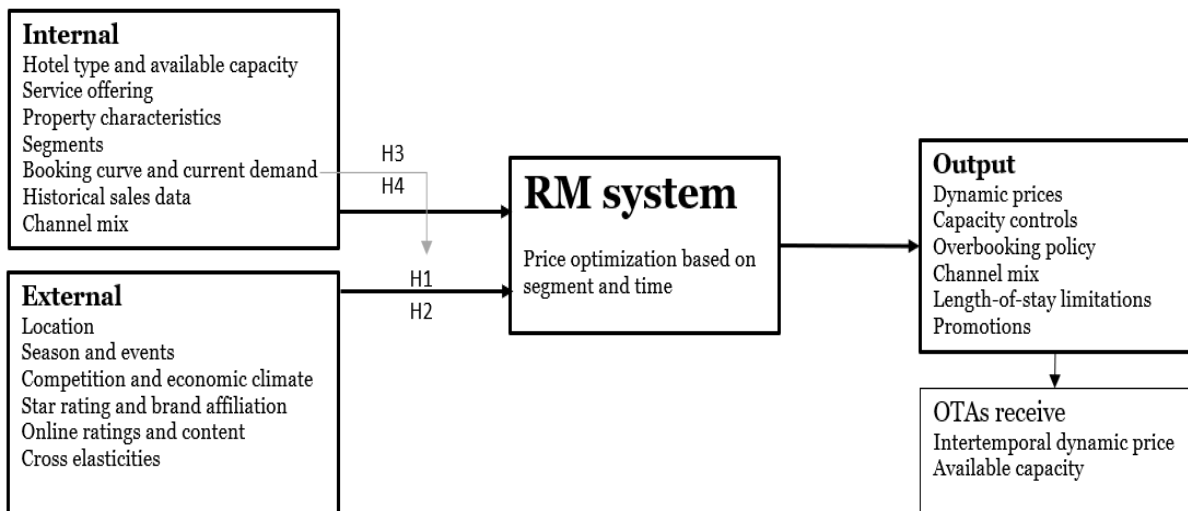 Internal
Hotel type and available capacity
Service offering
Property characteristics
Segments
Booking curve and current demand
Historical sales data
Channel mix
H3
H4
External
Location
Season and events
Competition and economic climate
Star rating and brand affiliation
Online ratings and content
Cross elasticities
H1
H2
RM system
Price optimization based on
segment and time
Output
Dynamic prices
Capacity controls
Overbooking policy
Channel mix
Length-of-stay limitations
Promotions
OTAs receive
Intertemporal dynamic price
Available capacity